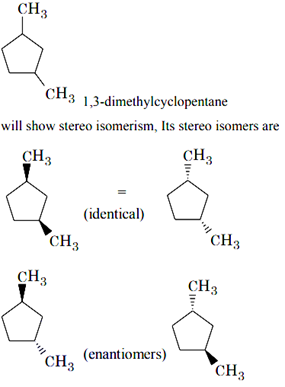 CH₃
CH₃ 1,3-dimethylcyclopentane
will show stereo isomerism, Its stereo isomers are
CH₃ CH₃
=
(identical)
CH₃ CH₃
CH₃ CH₃
CH₃ (enantiomers) CH₃